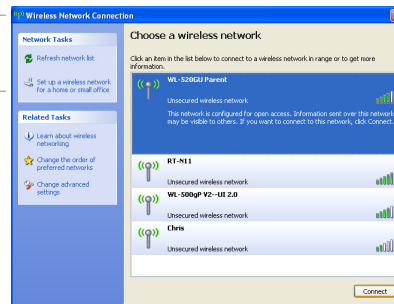 Wireless Network Connection
Network Tasks
Refresh network list
Set up a wireless network
for a home or small office
Related Tasks
Learn about wireless
networking
Change the order of
preferred networks
Change advanced
settings
Choose a wireless network
Click an item in the list below to connect to a wireless network in range or to get more
information.
WL-520GU Parent
Unsecured wireless network
This network is configured for open access. Information sent over this network
may be visible to others. If you want to connect to this network, click Connect.
RT-N11
Unsecured wireless network
WL-500gP V2--UI 2.0
Unsecured wireless network
Chris
Unsecured wireless network
Connect